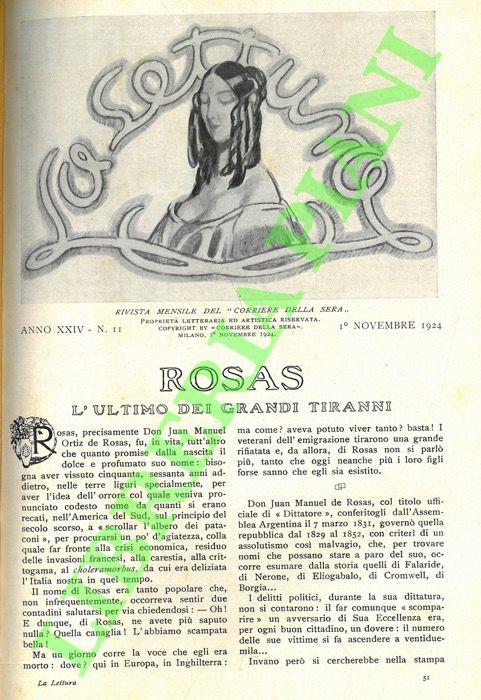 la lettura
RIVISTA MENSILE DEL "CORRIERE DELLA SERA„
PROPRIETÀ LETTERARIA ED ARTISTICA RISERVATA.
COPYRIGHT BY «CORRIERE DELLA SERA».
MILANO, 1º NOVEMBRE 1924.
ANNO XXIV - N. 11
1º NOVEMBRE 1924
ROSAS
L'ULTIMO DEI GRANDI TIRANNI
Rosas, precisamente Don Juan Manuel
Ortiz de Rosas, fu, in vita, tutt'altro
che quanto promise dalla nascita il
dolce e profumato suo nome: biso-
gna aver vissuto cinquanta, sessanta anni ad-
dietro, nelle terre liguri specialmente, per
aver l'idea dell'orrore col quale veniva pro-
nunciato codesto nome da quanti si erano
recati, nell'America del Sud, sul principio del
secolo scorso, a «scrollar l'albero dei pata-
coni», per procurarsi un po' d'agiatezza, colla
quale far fronte alla crisi economica, residuo
delle invasioni francesi, alla carestia, alla crit-
togama, al choleramorbus, da cui era deliziata
l'Italia nostra in quel tempo.
Il nome di Rosas era tanto popolare che,
non infrequentemente, occorreva sentir due
contadini salutarsi per via chiedendosi: — Oh!
E dunque, di Rosas, ne avete più saputo
nulla? Quella canaglia! L'abbiamo scampata
bella!
Ma un giorno corre la voce che egli era
morto: dove? qui in Europa, in Inghilterra:
ma come? aveva potuto viver tanto? basta! I
veterani dell'emigrazione tirarono una grande
rifiatata e, da allora, di Rosas non si parlò
più, tanto che oggi neanche più i loro figli
forse sanno che egli sia esistito.
Don Juan Manuel de Rosas, col titolo uffi-
ciale di «Dittatore», conferitogli dall'Assem-
blea Argentina il 7 marzo 1831, governò quella
repubblica dal 1829 al 1852, con criteri di un
assolutismo così malvagio, che, per trovare
nomi che possano stare a paro del suo, oc-
corre esumare dalla storia quelli di Falaride,
di Nerone, di Eliogabalo, di Cromwell, di
Borgia...
I delitti politici, durante la sua dittatura,
non si contarono: il far comunque «scompa-
rire» un avversario di Sua Eccellenza era,
per ogni buon cittadino, un dovere: il numero
delle sue vittime si fa ascendere a ventidue-
mila...
Invano però si cercherebbe nella stampa
La Lettura
51
LIBRERIA PIANI